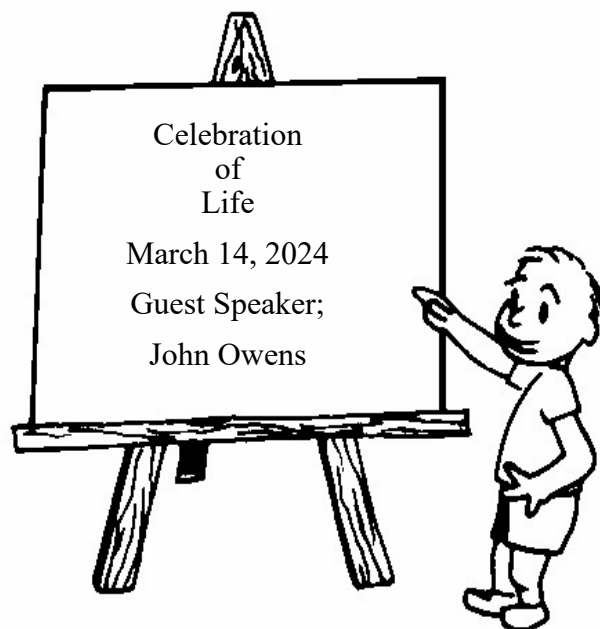 Celebration
of
Life
March 14, 2024
Guest Speaker;
John Owens